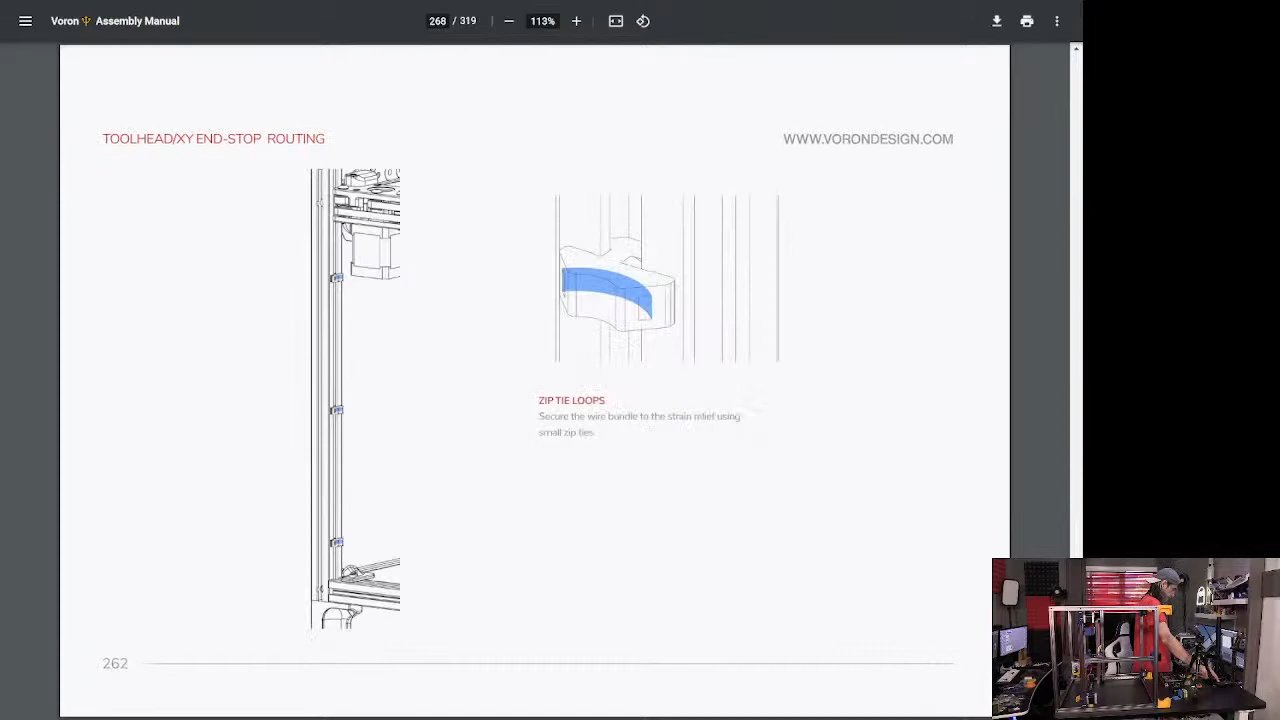 Voron Assembly Manual
268 / 319
113%
TOOLHEAD/XY END-STOP ROUTING
WWW.VORONDESIGN.COM
ZIP TIE LOOPS
Secure the wire bundle to the strain relief using
small zip ties.
262